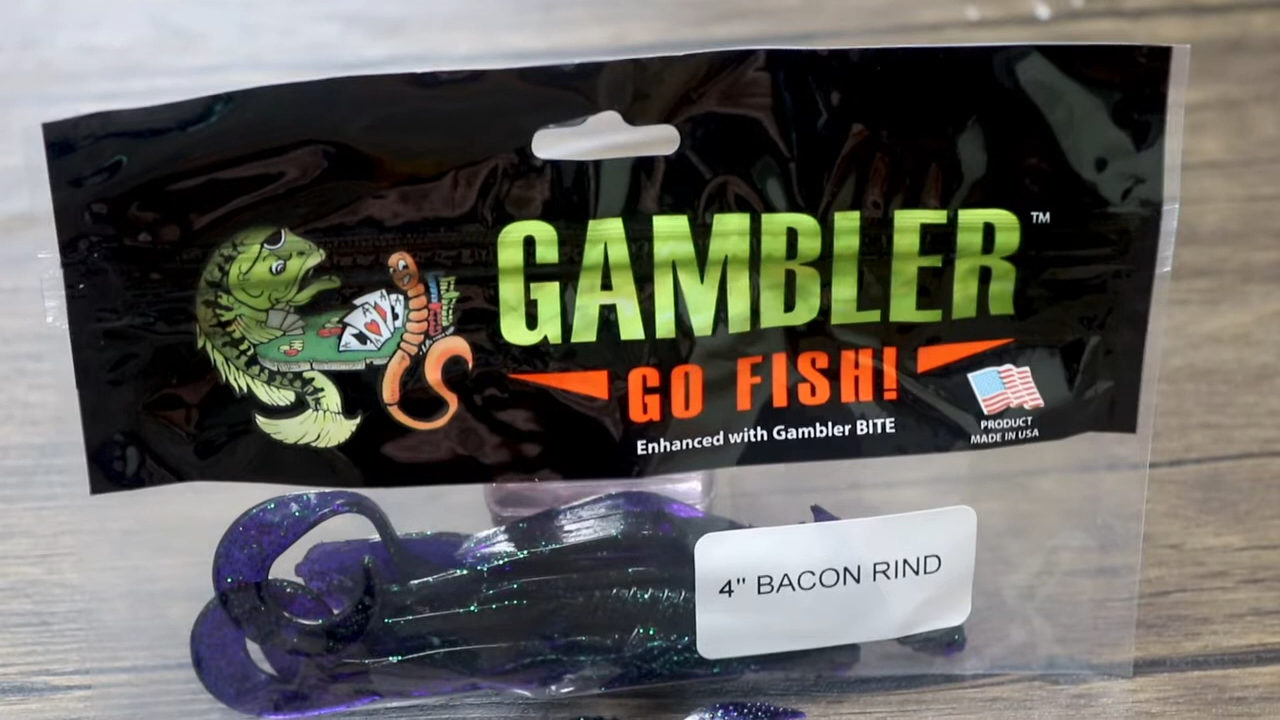 GAMBLER™
GO FISH!
Enhanced with Gambler BITE
PRODUCT
MADE IN USA
4" BACON RIND